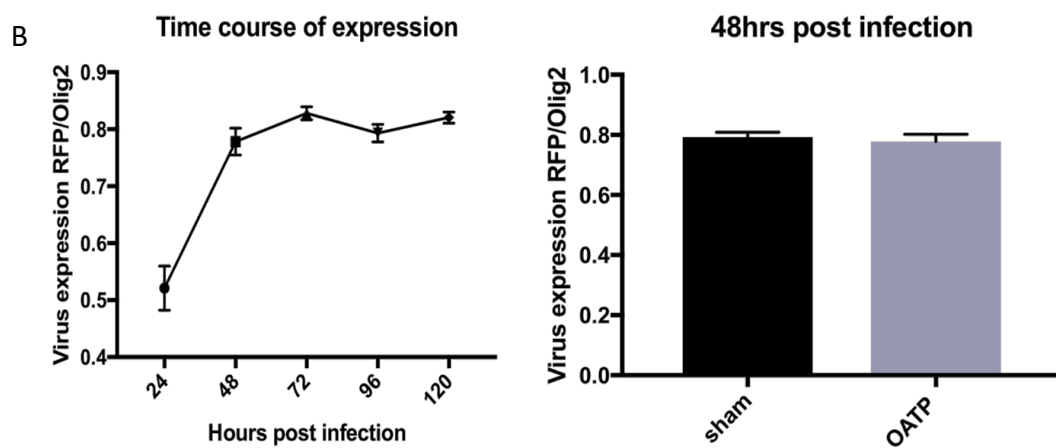 B
Time course of expression
Virus expression RFP/Olig2
0.9
0.8
0.7
0.6
0.5
0.4
24
48
72
96
120
Hours post infection
48hrs post infection
Virus expression RFP/Olig2
1.0
0.8
0.6
0.4
0.2
0.0
sham
OATP